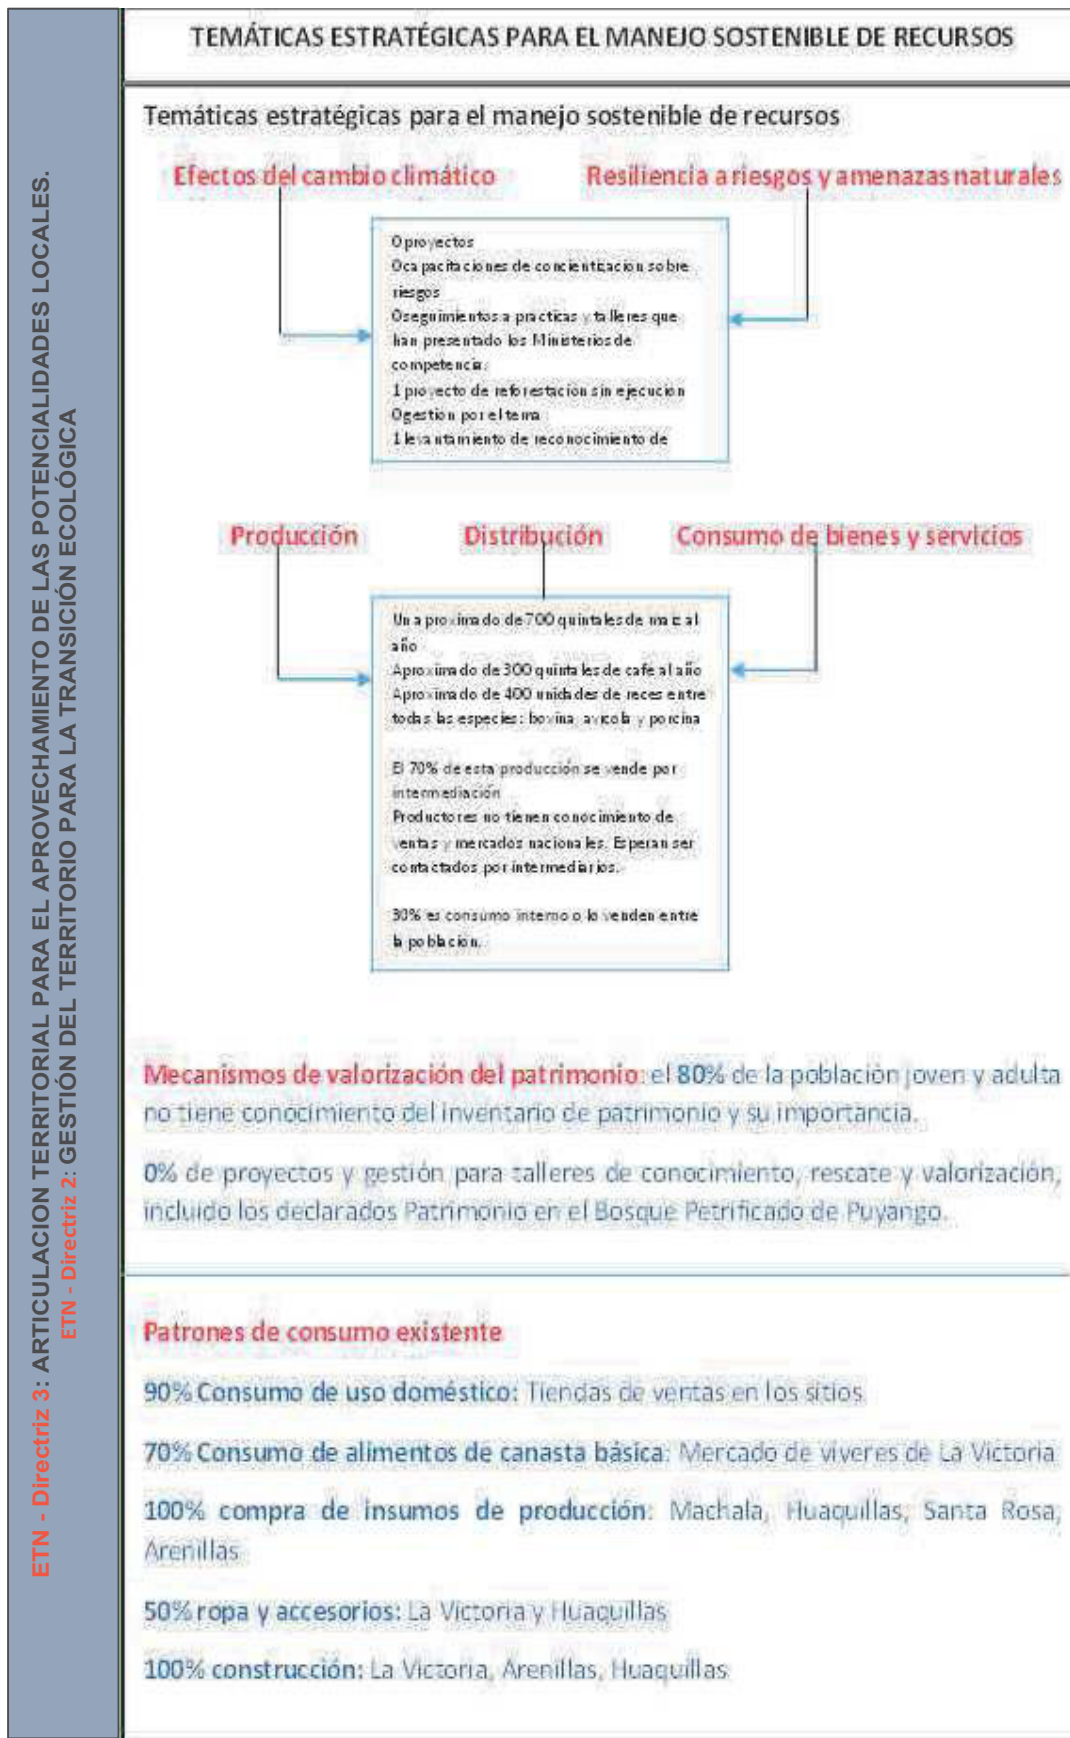 ETN - Directriz 3: ARTICULACION TERRITORIAL PARA EL APROVECHAMIENTO DE LAS POTENCIALIDADES LOCALES.
ETN - Directriz 2: GESTIÓN DEL TERRITORIO PARA LA TRANSICIÓN ECOLÓGICA
TEMÁTICAS ESTRATÉGICAS PARA EL MANEJO SOSTENIBLE DE RECURSOS
Temáticas estratégicas para el manejo sostenible de recursos
Efectos del cambio climático
Resiliencia a riesgos y amenazas naturales
0 proyectos
0 capacitaciones de concientización sobre
riesgos
0 seguimientos a practicas y talleres que
han presentado los Ministerios de
competencia.
1 proyecto de reforestación sin ejecución
0 gestión por el tema
1 levantamiento de reconocimiento de
Producción
Distribución
Consumo de bienes y servicios
Un aproximado de 700 quintales de maíz al
año
Aproximado de 300 quintales de café al año
Aproximado de 400 unidades de reces entre
todas las especies: bovina, avícola y porcina
El 70% de esta producción se vende por
intermediación
Productores no tienen conocimiento de
ventas y mercados nacionales. Esperan ser
contactados por intermediarios.
30% es consumo interno o lo venden entre
la población.
Mecanismos de valorización del patrimonio: el 80% de la población joven y adulta
no tiene conocimiento del inventario de patrimonio y su importancia.
0% de proyectos y gestión para talleres de conocimiento, rescate y valorización,
incluido los declarados Patrimonio en el Bosque Petrificado de Puyango.
Patrones de consumo existente
90% Consumo de uso doméstico: Tiendas de ventas en los sitios
70% Consumo de alimentos de canasta básica: Mercado de víveres de La Victoria
100% compra de insumos de producción: Machala, Huaquillas, Santa Rosa,
Arenillas
50% ropa y accesorios: La Victoria y Huaquillas
100% construcción: La Victoria, Arenillas, Huaquillas